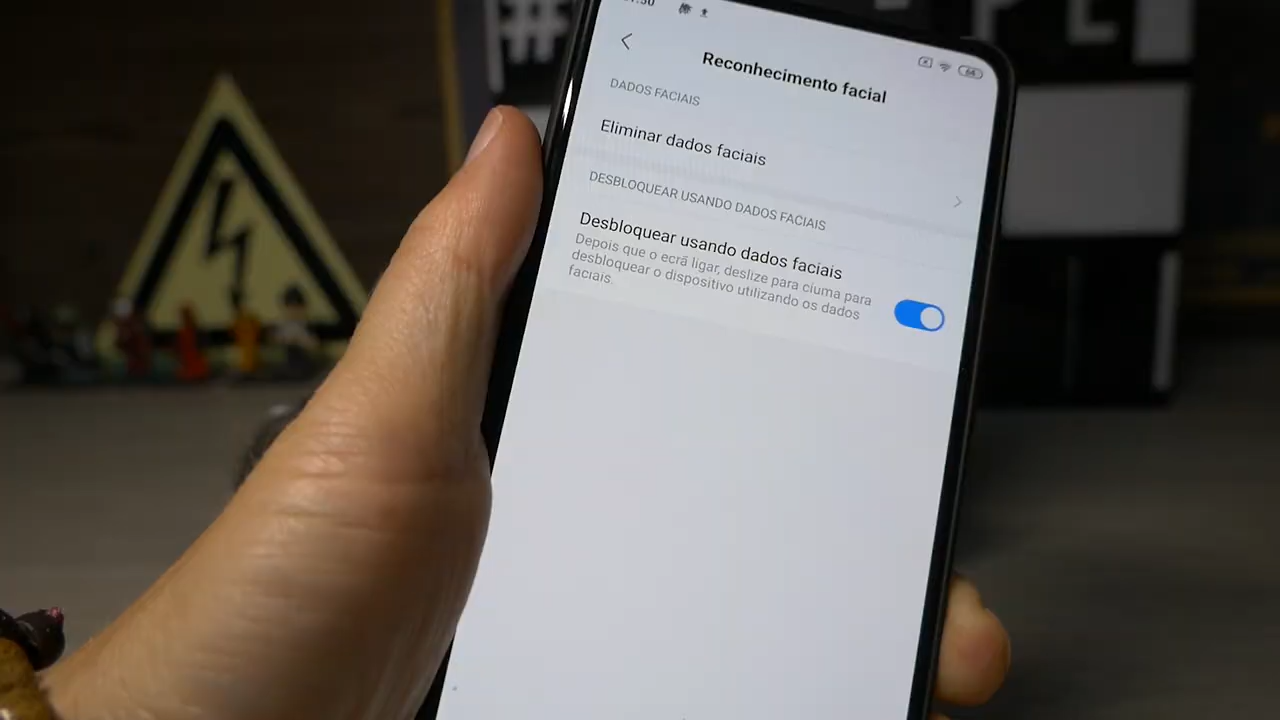 Reconhecimento facial
DADOS FACIAIS
Eliminar dados faciais
DESBLOQUEAR USANDO DADOS FACIAIS
Desbloquear usando dados faciais
Depois que o ecrã ligar, deslize para ciuma para
desbloquear o dispositivo utilizando os dados
faciais.